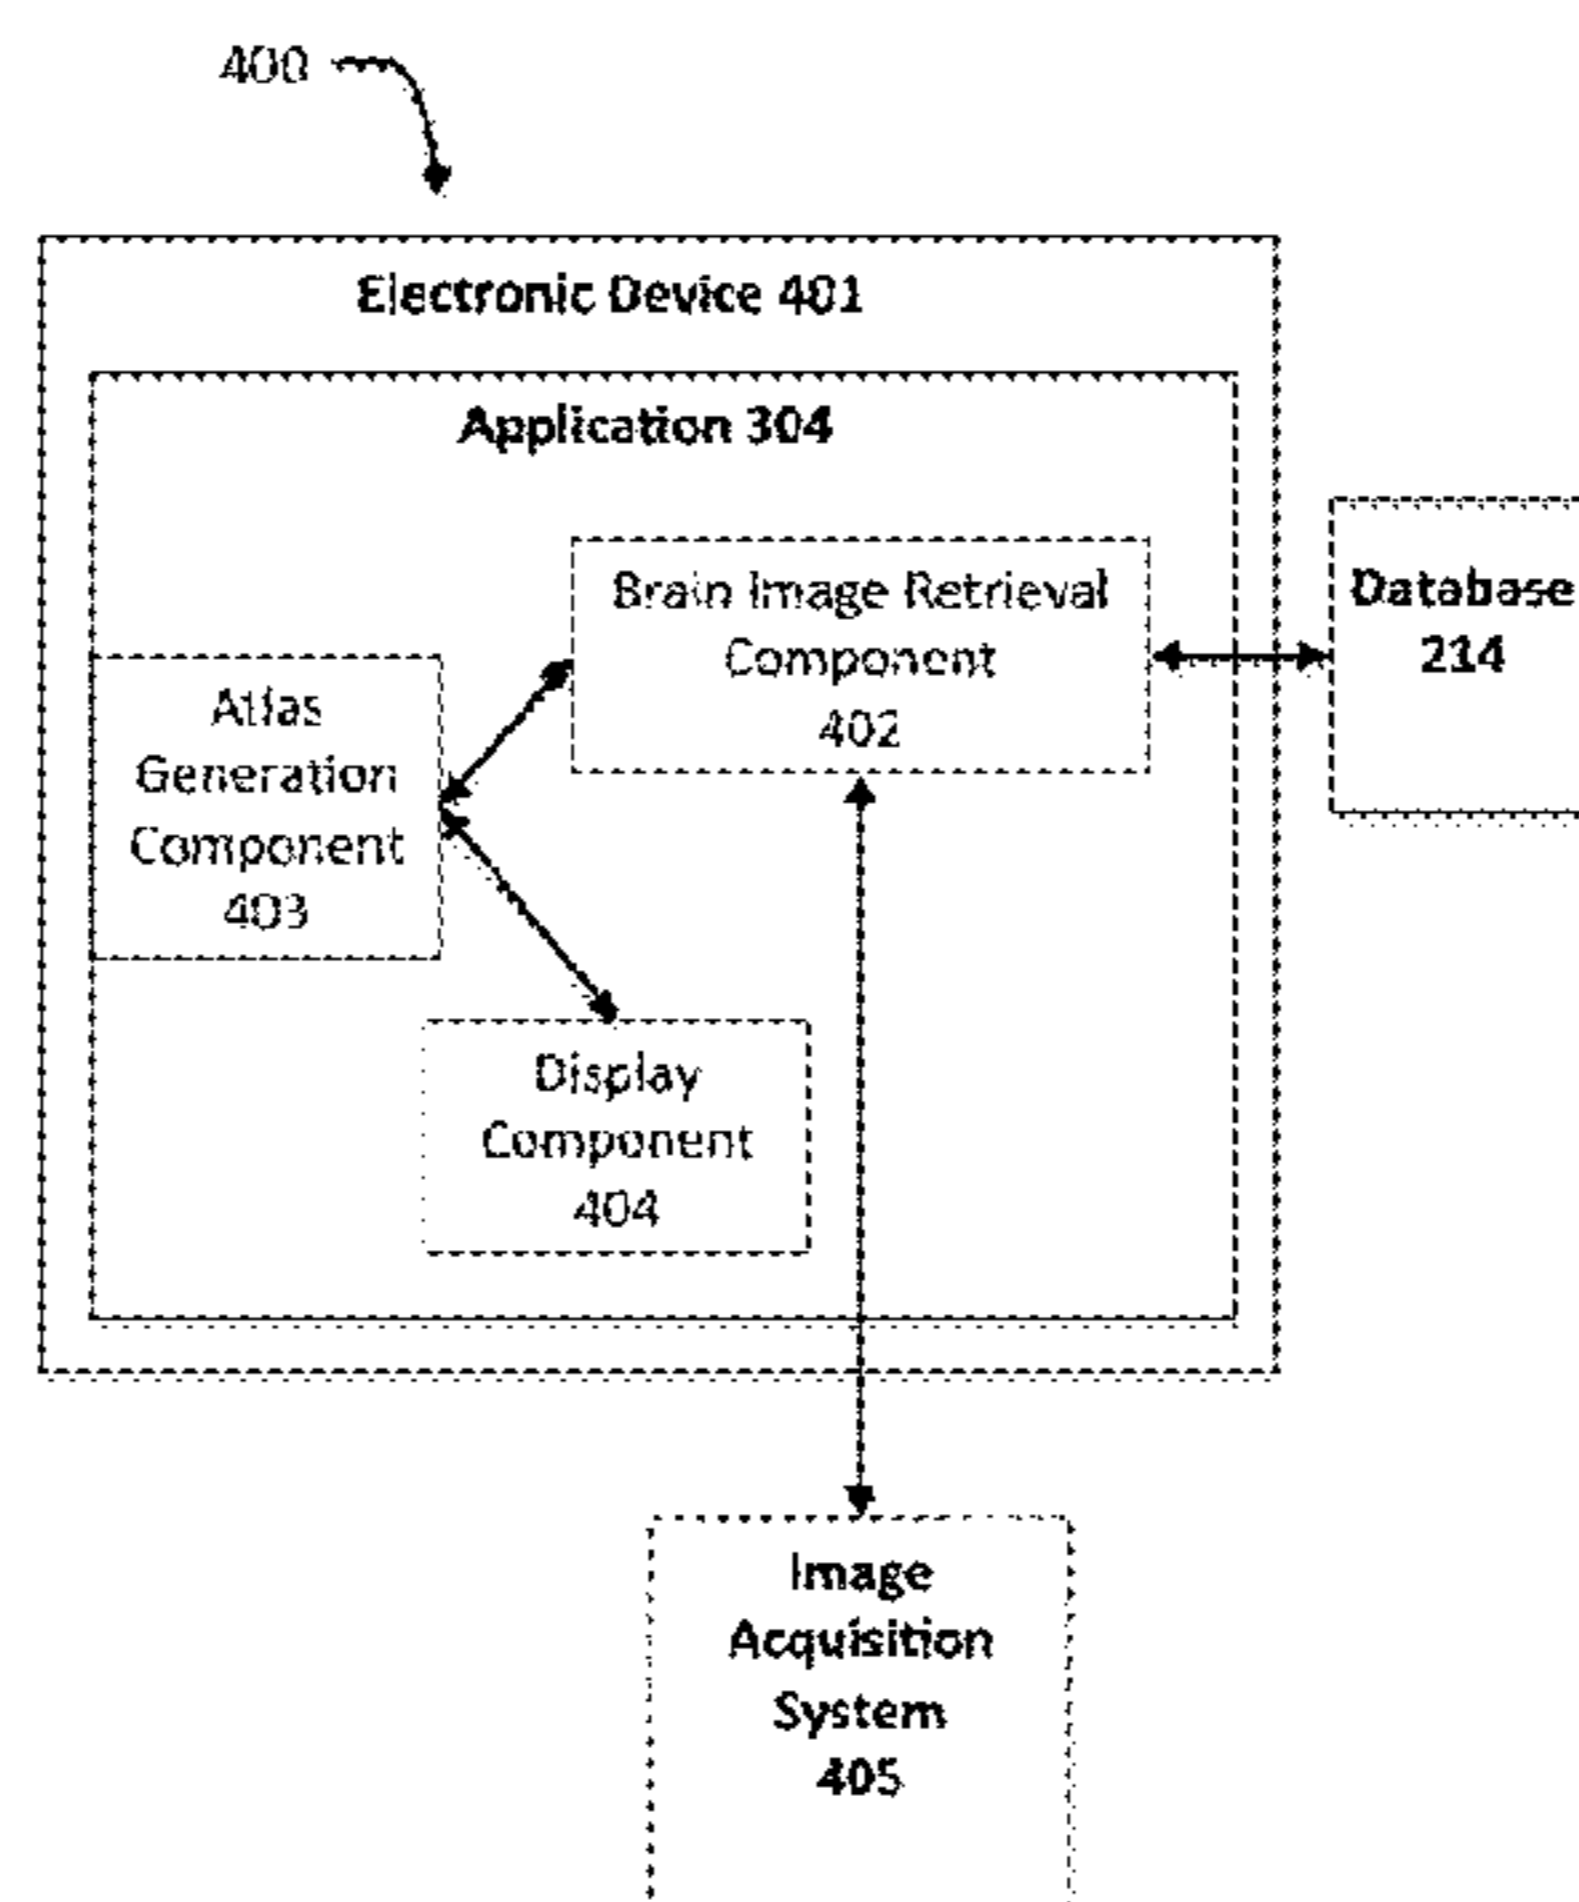 400
Electronic Device 401
Application 304
Brain Image Retrieval
Component
402
Database
214
Atlas
Generation
Component
403
Display
Component
404
Image
Acquisition
System
405